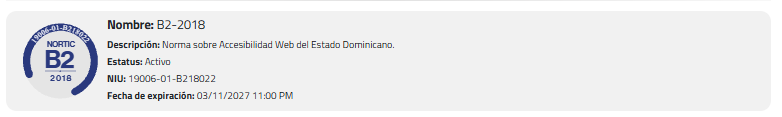 19006-01-B218022
NORTIC
B2
2018
Nombre: B2-2018
Descripción: Norma sobre Accesibilidad Web del Estado Dominicano.
Estatus: Activo
NIU: 19006-01-B218022
Fecha de expiración: 03/11/2027 11:00 PM